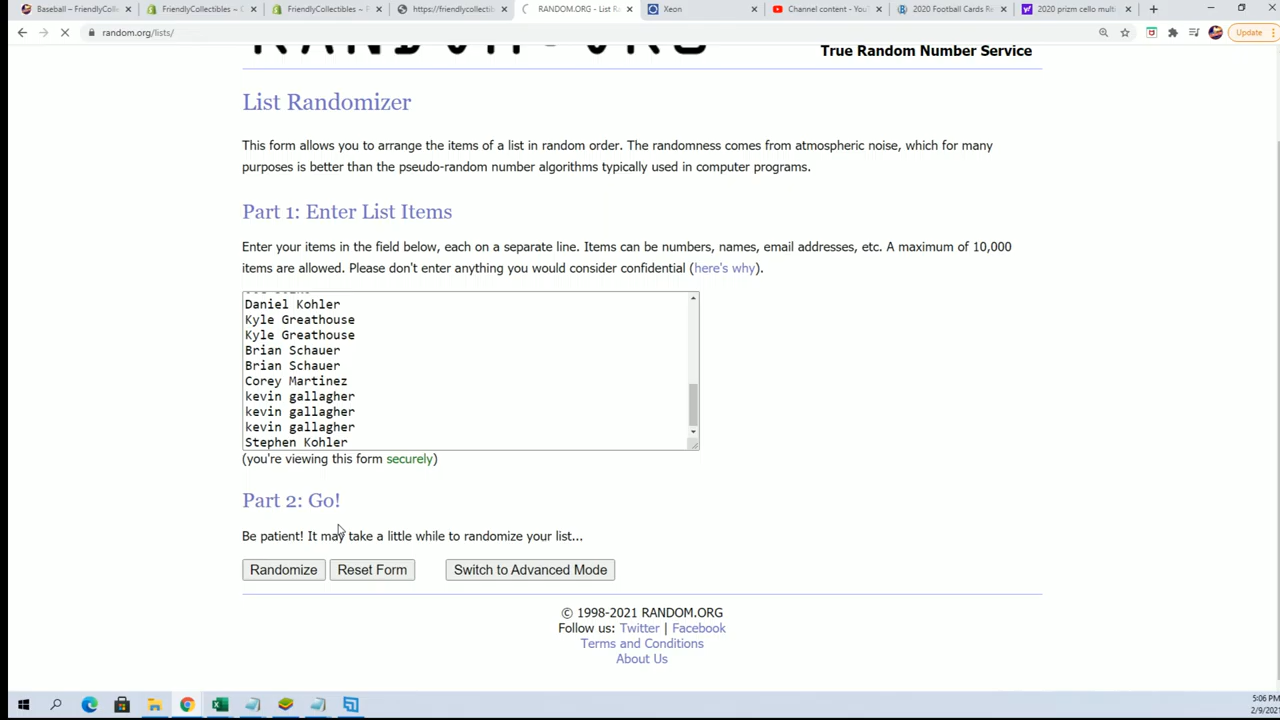 Baseball – FriendlyColle
FriendlyCollectibles ~ C
FriendlyCollectibles ~ F
https://friendlycollectib
RANDOM.ORG - List Ra
Xeon
Channel content - YouT
2020 Football Cards Re
2020 prizm cello multi
random.org/lists/
Update
RANDOM.ORG
True Random Number Service
List Randomizer
This form allows you to arrange the items of a list in random order. The randomness comes from atmospheric noise, which for many
purposes is better than the pseudo-random number algorithms typically used in computer programs.
Part 1: Enter List Items
Enter your items in the field below, each on a separate line. Items can be numbers, names, email addresses, etc. A maximum of 10,000
items are allowed. Please don't enter anything you would consider confidential (here's why).
Daniel Kohler
Kyle Greathouse
Kyle Greathouse
Brian Schauer
Brian Schauer
Corey Martinez
kevin gallagher
kevin gallagher
kevin gallagher
Stephen Kohler
(you're viewing this form securely)
Part 2: Go!
Be patient! It may take a little while to randomize your list...
Randomize
Reset Form
Switch to Advanced Mode
© 1998-2021 RANDOM.ORG
Follow us: Twitter | Facebook
Terms and Conditions
About Us
5:06 PM
2/9/2021